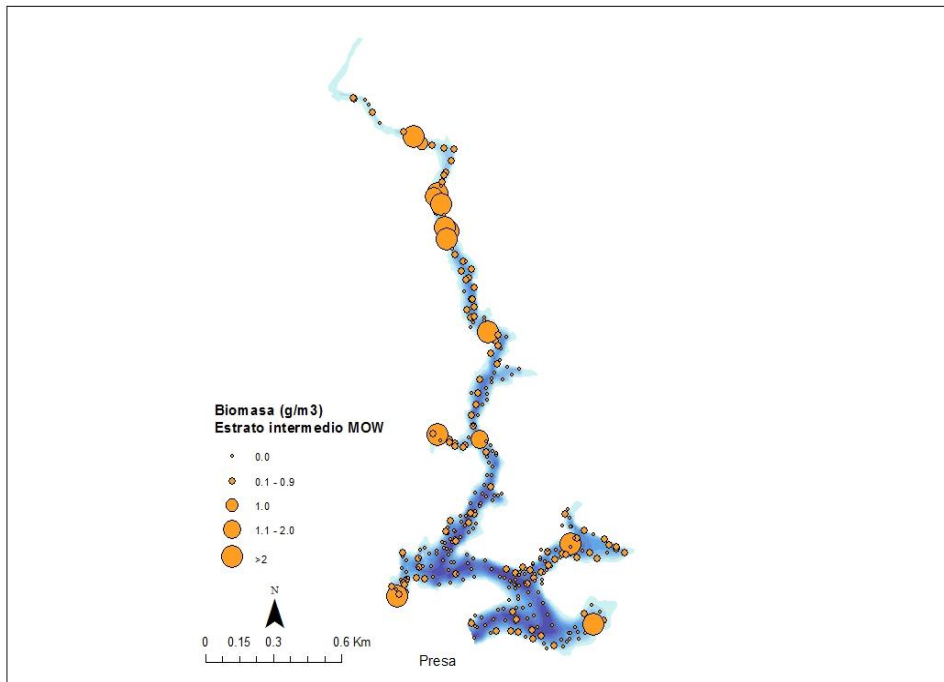 Biomasa (g/m3)
Estrato intermedio MOW
0.0
0.1 - 0.9
1.0
1.1 - 2.0
>2
N
0 0.15 0.3 0.6 Km
Presa